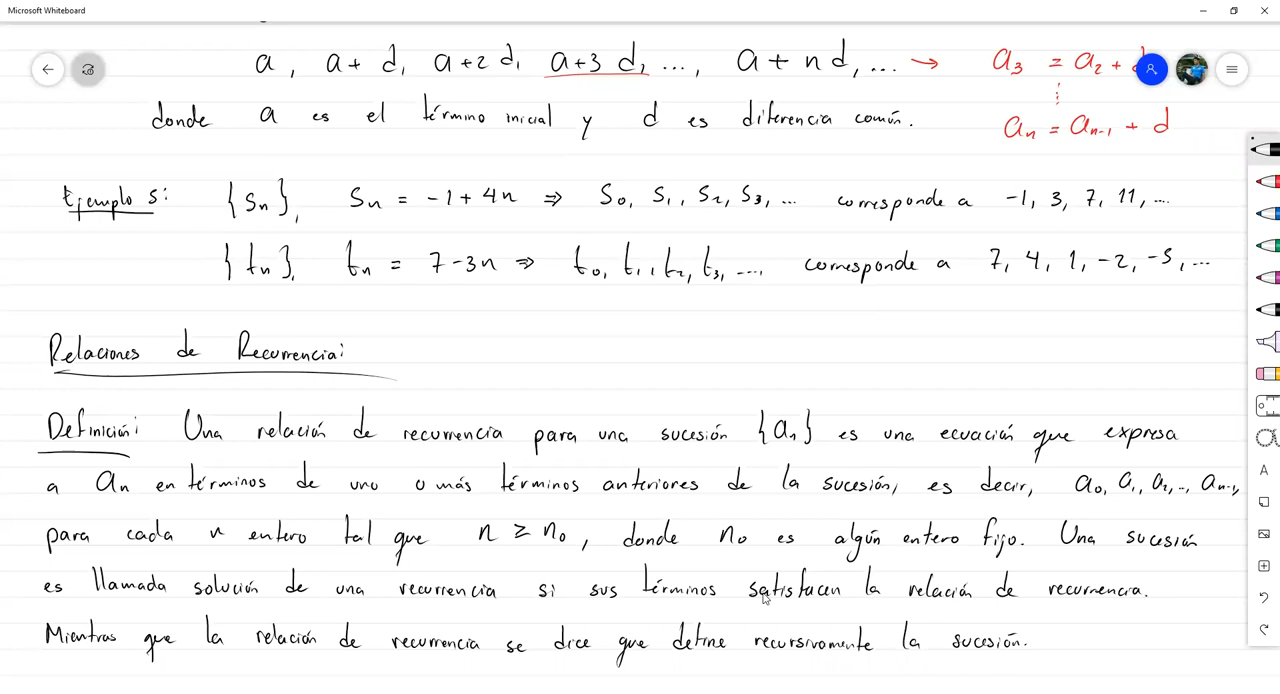 Microsoft Whiteboard
a, a+d, a+2d, a+3d, ..., a+nd, ... → a₃ = a₂ +
⋮
donde a es el término inicial y d es diferencia común. aₙ = aₙ₋₁ + d
Ejemplos: {sₙ}, sₙ = -1+4n ⇒ s₀, s₁, s₂, s₃, ... corresponde a -1, 3, 7, 11, ...
{tₙ}, tₙ = 7-3n ⇒ t₀, t₁, t₂, t₃, .... corresponde a 7, 4, 1, -2, -5, ...
Relaciones de Recurrencia:
Definición: Una relación de recurrencia para una sucesión {aₙ} es una ecuación que expresa
a aₙ en términos de uno o más términos anteriores de la sucesión, es decir, a₀, a₁, a₂, .., aₙ₋₁,
para cada n entero tal que n ≥ n₀, donde n₀ es algún entero fijo. Una sucesión
es llamada solución de una recurrencia si sus términos satisfacen la relación de recurrencia.
Mientras que la relación de recurrencia se dice que define recursivamente la sucesión.